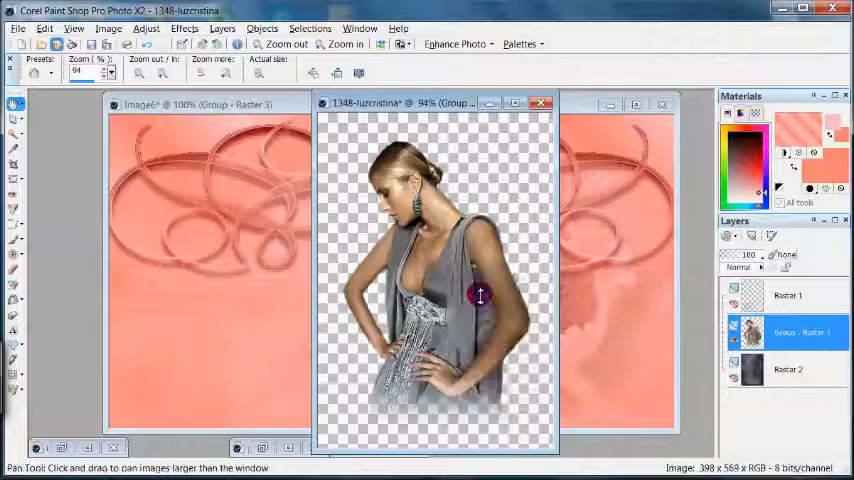 Corel Paint Shop Pro Photo X2 - 1348-luzcristina
File Edit View Image Adjust Effects Layers Objects Selections Window Help
Zoom out Zoom in Enhance Photo Palettes
Presets: Zoom ( % ): Zoom out / in: Zoom more: Actual size:
94
Image6* @ 100% (Group - Raster 3)
1348-luzcristina* @ 94% (Group ...
Materials
All tools
Layers
100 None
Normal
Raster 1
Group - Raster 1
Raster 2
Pan Tool: Click and drag to pan images larger than the window
Image: 398 x 569 x RGB - 8 bits/channel